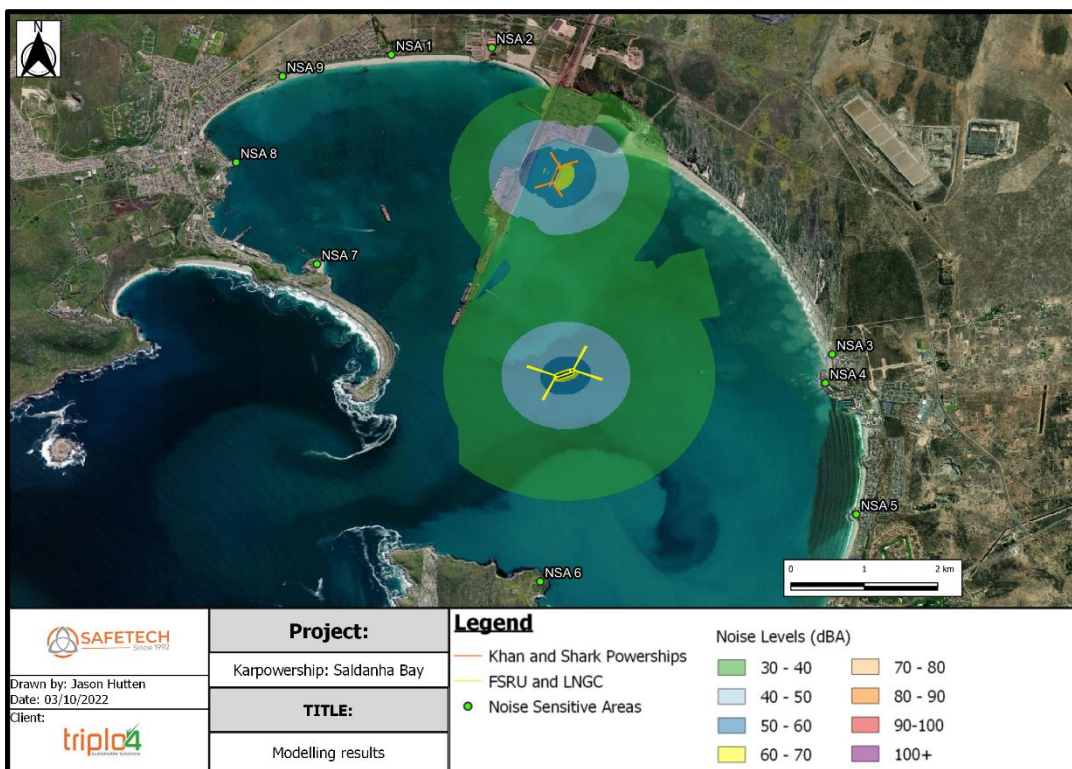 N
NSA 1
NSA 2
NSA 9
NSA 8
NSA 7
NSA 3
NSA 4
NSA 5
NSA 6
0 1 2 km
SAFETECH
Since 1992
Drawn by: Jason Hutten
Date: 03/10/2022
Client:
triplo4
sustainable solutions
Project:
Karpowership: Saldanha Bay
TITLE:
Modelling results
Legend
Khan and Shark Powerships
FSRU and LNGC
Noise Sensitive Areas
Noise Levels (dBA)
30 - 40
40 - 50
50 - 60
60 - 70
70 - 80
80 - 90
90-100
100+